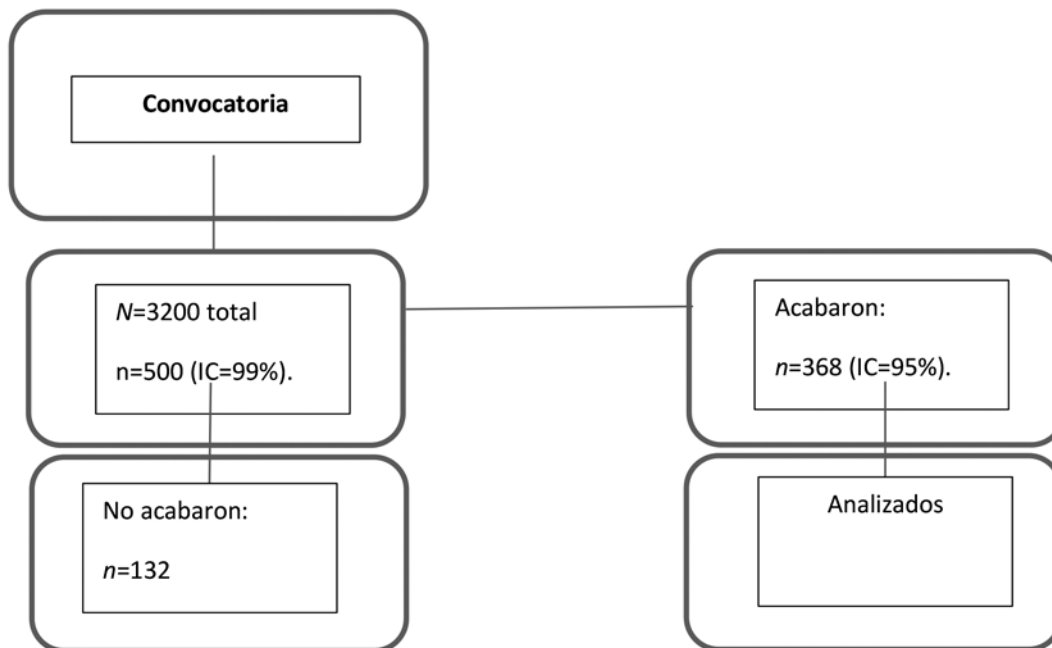 Convocatoria
N=3200 total
n=500 (IC=99%).
Acabaron:
n=368 (IC=95%).
No acabaron:
n=132
Analizados